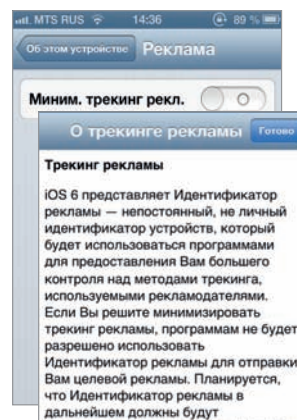 MTS RUS 14:36 89 %
Об этом устройстве Реклама
Миним. трекинг рекл.
О трекинге рекламы Готово
Трекинг рекламы
iOS 6 представляет Идентификатор
рекламы — непостоянный, не личный
идентификатор устройств, который
будет использоваться программами
для предоставления Вам большего
контроля над методами трекинга,
используемыми рекламодателями.
Если Вы решите минимизировать
трекинг рекламы, программам не будет
разрешено использовать
Идентификатор рекламы для отправки
Вам целевой рекламы. Планируется,
что Идентификатор рекламы в
дальнейшем должны будут